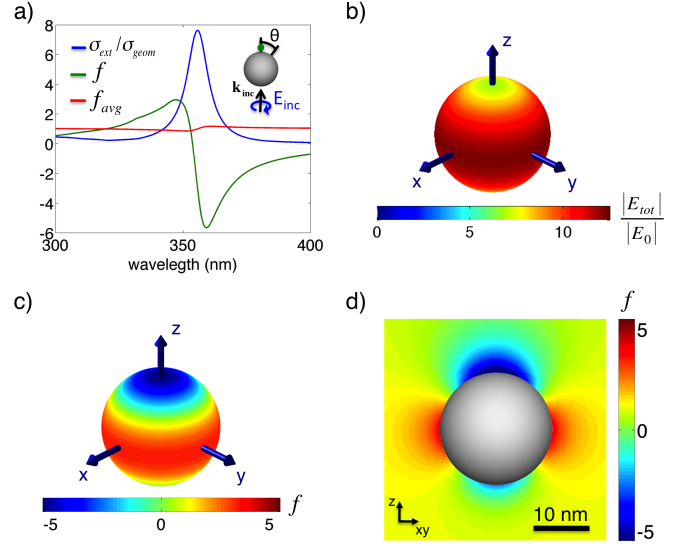 a)
8
6
4
2
0
-2
-4
-6
300
350
400
wavelegth (nm)
σext/σgeom
f
favg
θ
kinc
Einc
b)
z
x
y
0
5
10
|Etot|
|E0|
c)
z
x
y
-5
0
5
f
d)
f
5
0
-5
z
xy
10 nm